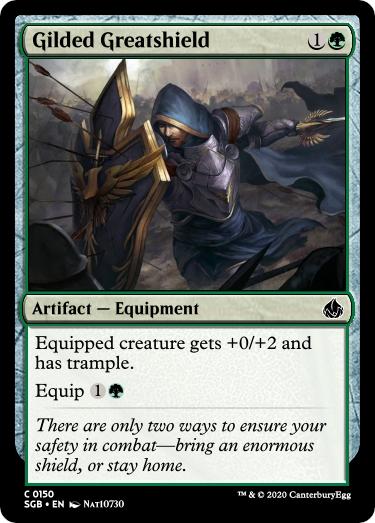 Gilded Greatshield 1
Artifact — Equipment
Equipped creature gets +0/+2 and
has trample.
Equip 1
There are only two ways to ensure your
safety in combat—bring an enormous
shield, or stay home.
C 0150
SGB • EN NAT10730
™ & © 2020 CanterburyEgg